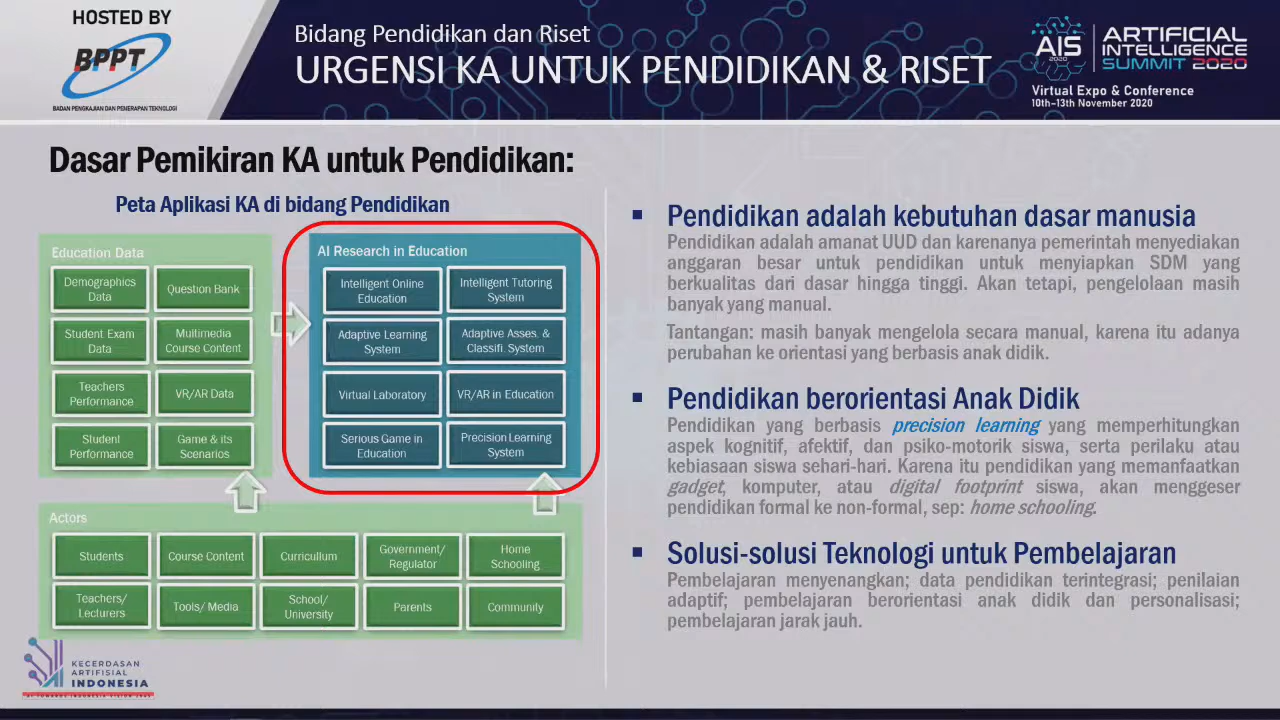 HOSTED BY
BPPT
BADAN PENGKAJIAN DAN PENERAPAN TEKNOLOGI
Bidang Pendidikan dan Riset
URGENSI KA UNTUK PENDIDIKAN & RISET
AIS
2020
ARTIFICIAL
INTELLIGENCE
SUMMIT 2020
Virtual Expo & Conference
10th-13th November 2020
Dasar Pemikiran KA untuk Pendidikan:
Peta Aplikasi KA di bidang Pendidikan
Education Data
Demographics
Data
Question Bank
Student Exam
Data
Multimedia
Course Content
Teachers
Performance
VR/AR Data
Student
Performance
Game & its
Scenarios
AI Research in Education
Intelligent Online
Education
Intelligent Tutoring
System
Adaptive Learning
System
Adaptive Asses. &
Classifi. System
Virtual Laboratory
VR/AR in Education
Serious Game in
Education
Precision Learning
System
Actors
Students
Course Content
Curricullum
Government/
Regulator
Home
Schooling
Teachers/
Lecturers
Tools/ Media
School/
University
Parents
Community
KECERDASAN
ARTIFISIAL
INDONESIA
▪ Pendidikan adalah kebutuhan dasar manusia
Pendidikan adalah amanat UUD dan karenanya pemerintah menyediakan
anggaran besar untuk pendidikan untuk menyiapkan SDM yang
berkualitas dari dasar hingga tinggi. Akan tetapi, pengelolaan masih
banyak yang manual.
Tantangan: masih banyak mengelola secara manual, karena itu adanya
perubahan ke orientasi yang berbasis anak didik.
▪ Pendidikan berorientasi Anak Didik
Pendidikan yang berbasis precision learning yang memperhitungkan
aspek kognitif, afektif, dan psiko-motorik siswa, serta perilaku atau
kebiasaan siswa sehari-hari. Karena itu pendidikan yang memanfaatkan
gadget, komputer, atau digital footprint siswa, akan menggeser
pendidikan formal ke non-formal, sep: home schooling.
▪ Solusi-solusi Teknologi untuk Pembelajaran
Pembelajaran menyenangkan; data pendidikan terintegrasi; penilaian
adaptif; pembelajaran berorientasi anak didik dan personalisasi;
pembelajaran jarak jauh.